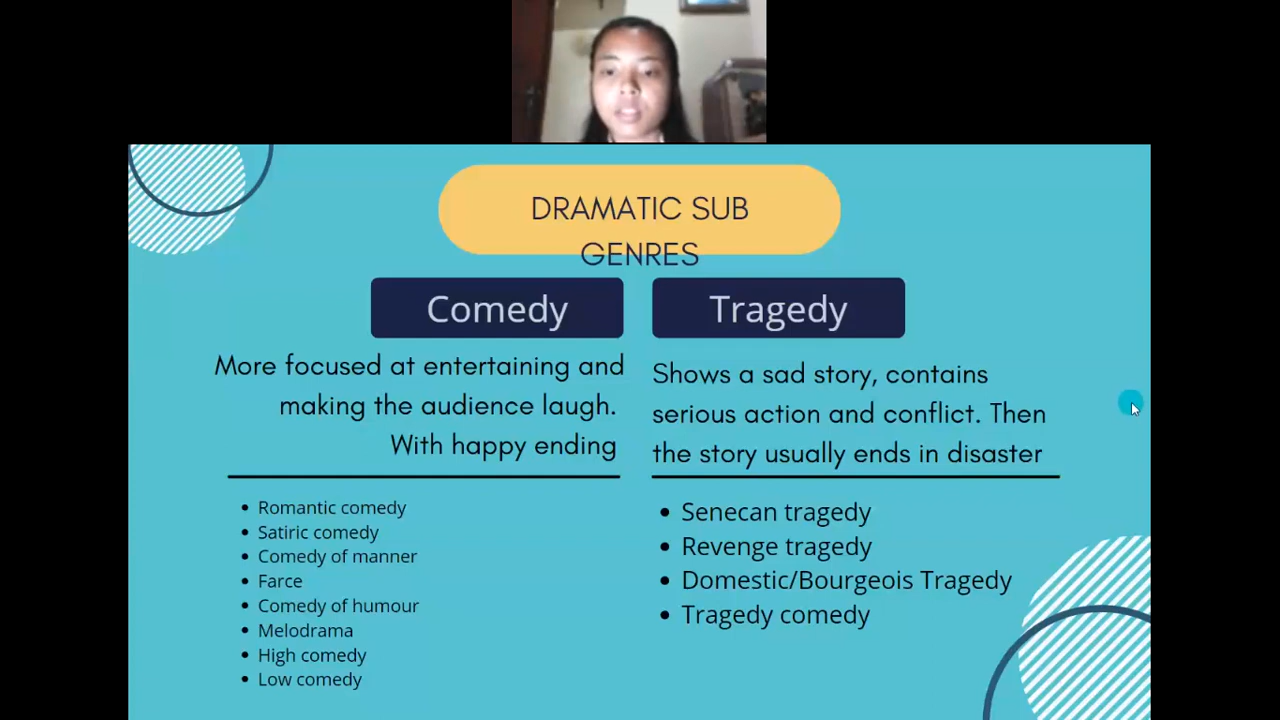 DRAMATIC SUB
GENRES
Comedy
More focused at entertaining and
making the audience laugh.
With happy ending
Romantic comedy
Satiric comedy
Comedy of manner
Farce
Comedy of humour
Melodrama
High comedy
Low comedy
Tragedy
Shows a sad story, contains
serious action and conflict. Then
the story usually ends in disaster
Senecan tragedy
Revenge tragedy
Domestic/Bourgeois Tragedy
Tragedy comedy